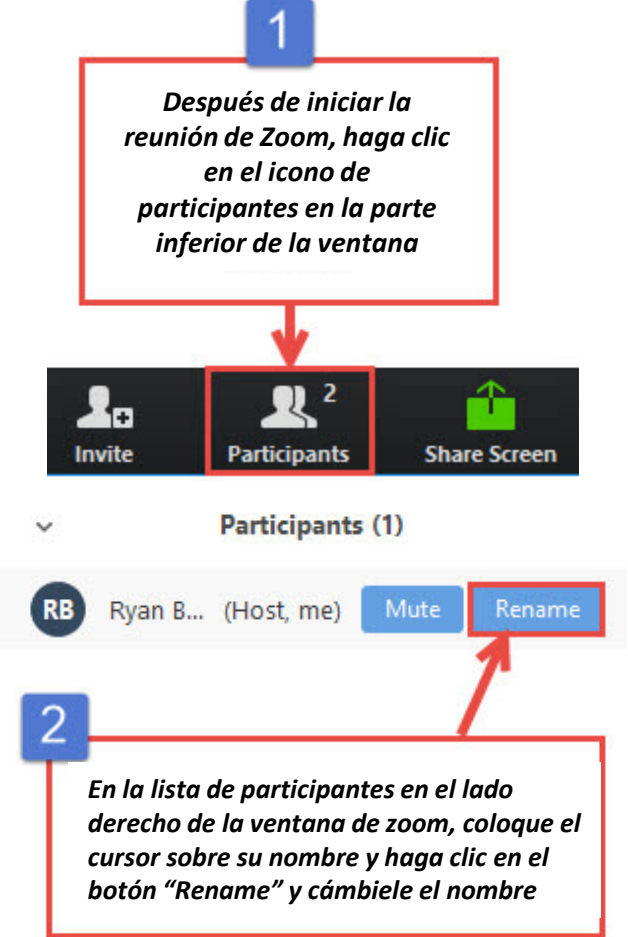 1
Después de iniciar la
reunión de Zoom, haga clic
en el icono de
participantes en la parte
inferior de la ventana
2
Invite
Participants
Share Screen
Participants (1)
RB Ryan B... (Host, me) Mute Rename
2
En la lista de participantes en el lado
derecho de la ventana de zoom, coloque el
cursor sobre su nombre y haga clic en el
botón “Rename” y cámbiele el nombre